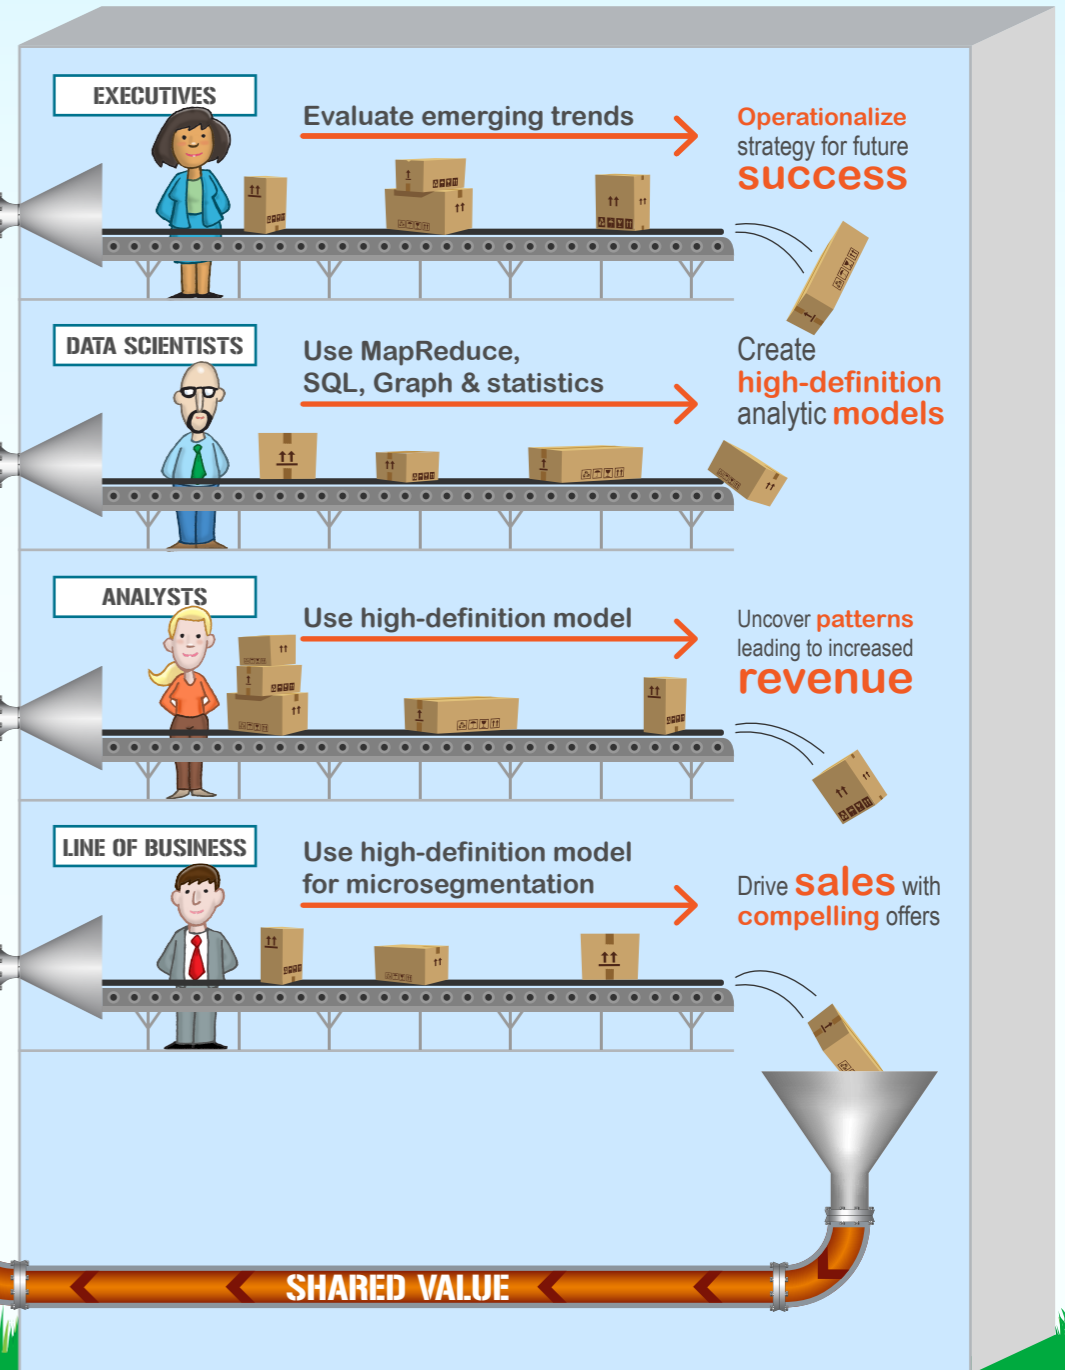 EXECUTIVES
Evaluate emerging trends
Operationalize
strategy for future
success
DATA SCIENTISTS
Use MapReduce,
SQL, Graph & statistics
Create
high-definition
analytic models
ANALYSTS
Use high-definition model
Uncover patterns
leading to increased
revenue
LINE OF BUSINESS
Use high-definition model
for microsegmentation
Drive sales with
compelling offers
SHARED VALUE